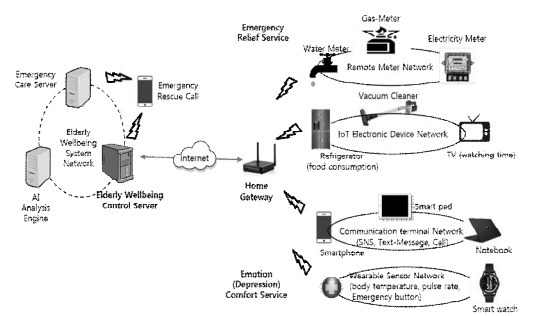 Emergency
Relief Service
Gas-Meter
Electricity Meter
Water Meter
Remote Meter Network
Emergency
Care Server
Emergency
Rescue Call
Vacuum Cleaner
IoT Electronic Device Network
Refrigerator
(food consumption)
TV (watching time)
Elderly
Wellbeing
System
Network
internet
Home
Gateway
AI
Analysis
Engine
Elderly Wellbeing
Control Server
Smart pad
Communication terminal Network
(SNS, Text-Message, Call)
Smartphone
Notebook
Emotion
(Depression)
Comfort Service
Wearable Sensor Network
(body temperature, pulse rate,
Emergency button)
Smart watch